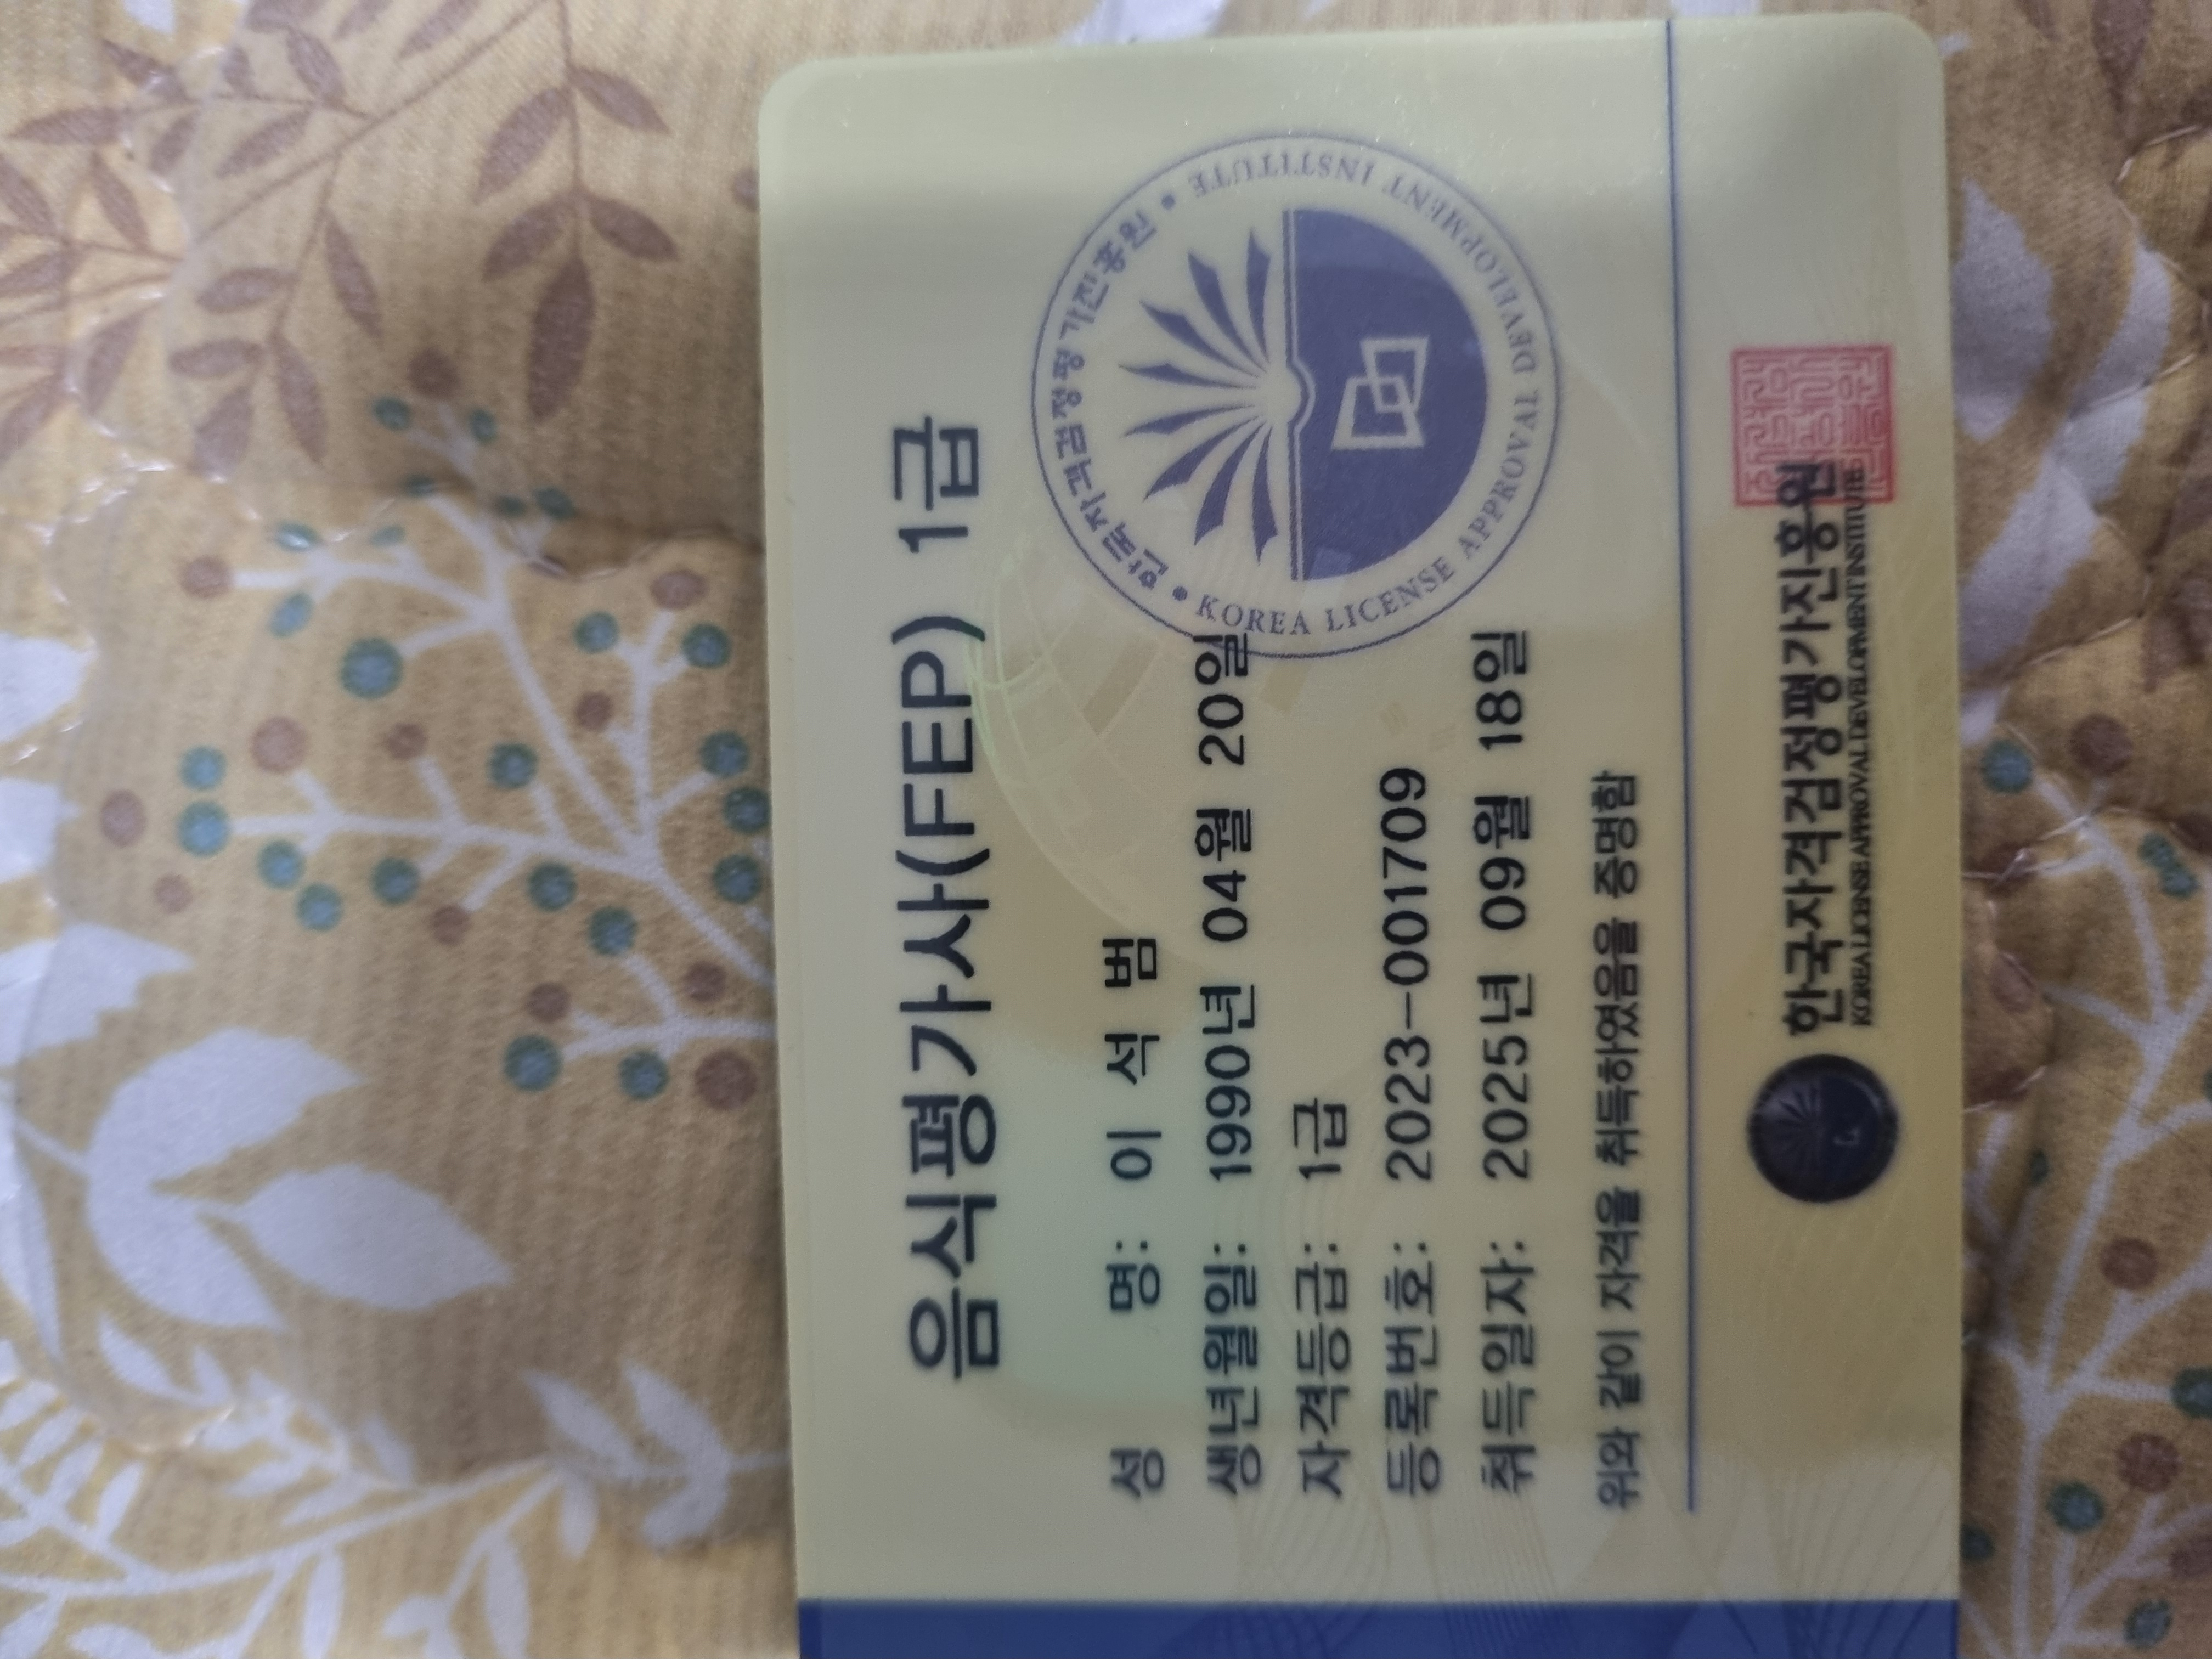 음식평가사(FEP) 1급
성 명: 이 석 범
생년월일: 1990년 04월 20일
자격등급: 1급
등록번호: 2023-001709
취득일자: 2025년 09월 18일
위와 같이 자격을 취득하였음을 증명함
한국자격검정평가진흥원 • KOREA LICENSE APPROVAL DEVELOPMENT INSTITUTE •
한국자격검정평가진흥원
KOREA LICENSE APPROVAL DEVELOPMENT INSTITUTE